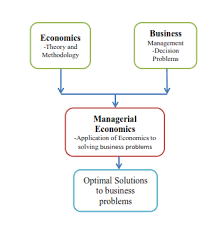 Economics
-Theory and
Methodology
Business
Management
-Decision
Problems
Managerial
Economics
-Application of Economics to
solving business problems
Optimal Solutions
to business
problems